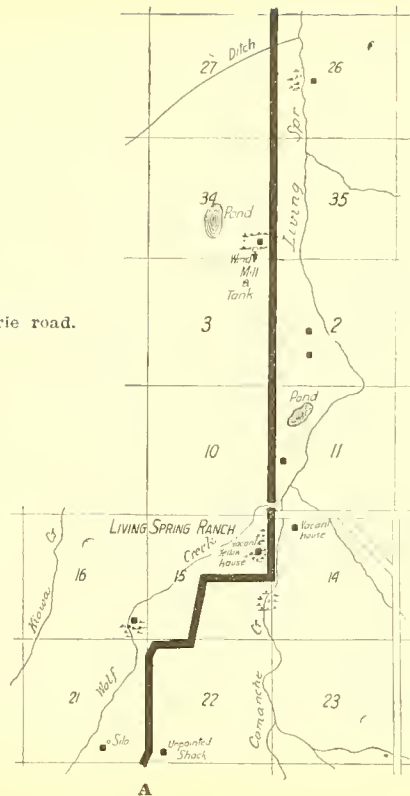 27
Ditch
26
Living Spr
34
Pond
35
Wind
Mill
&
Tank
rie road.
3
2
Pond
10
11
LIVING SPRING RANCH
Creek
Vacant
house
Vacant
house
Kiowa Cr
16
15
14
Wolf
Comanche Cr
21
22
23
Silo
Unpainted
Shack
A